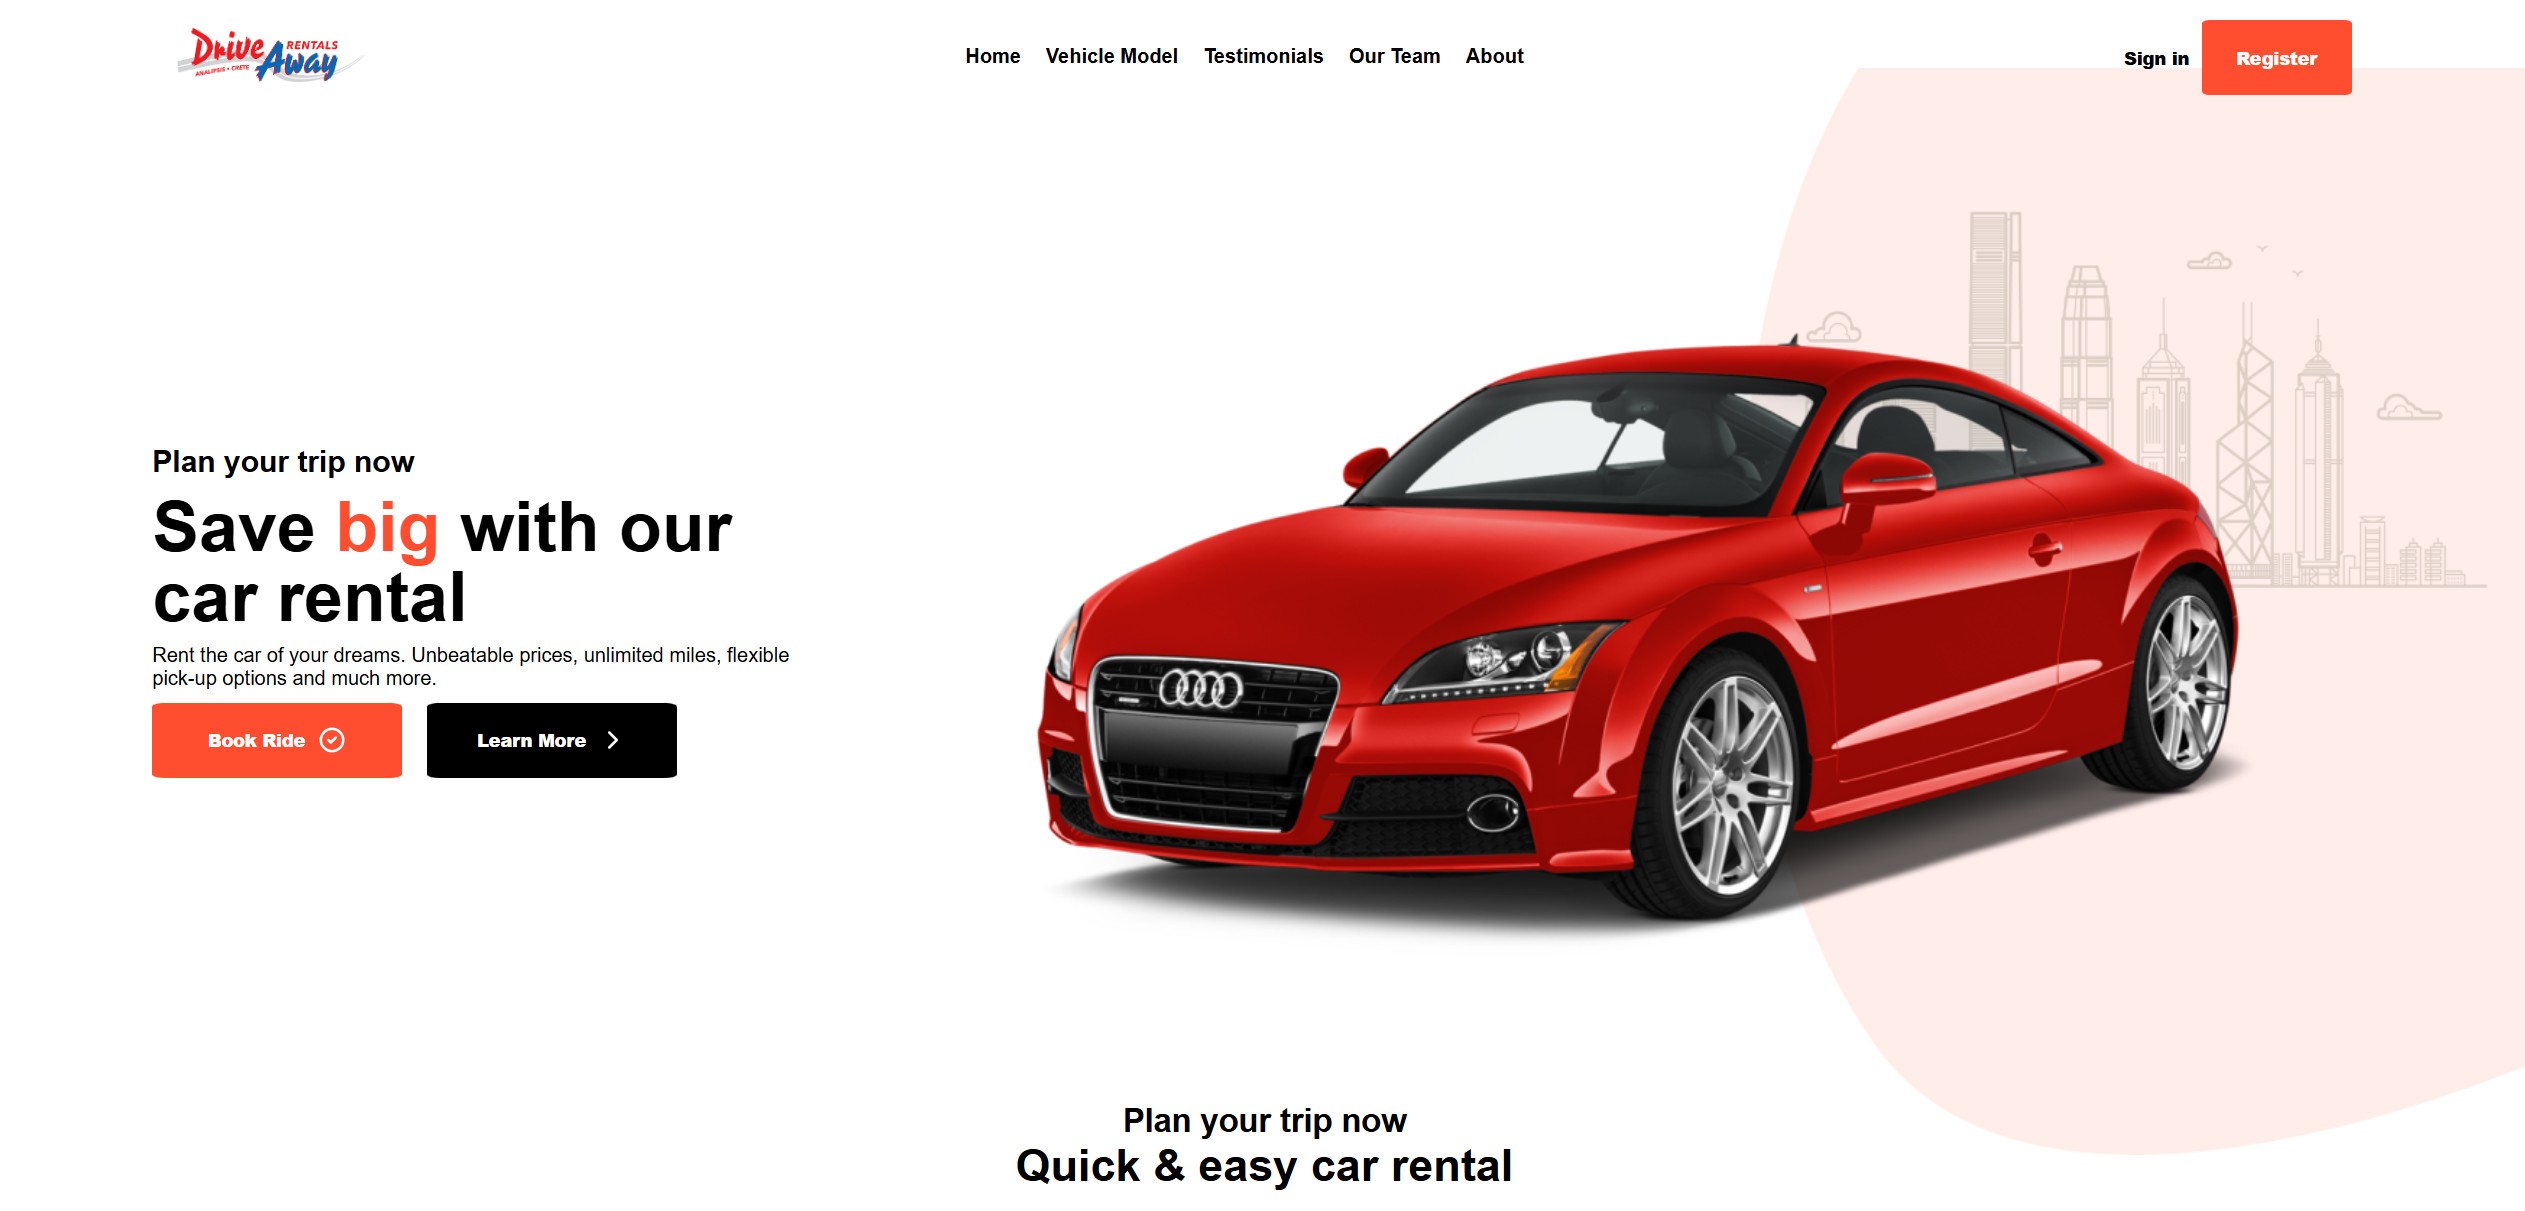 Drive RENTALS
Away
ANALIPSIS • CRETE
Home Vehicle Model Testimonials Our Team About
Sign in Register
Plan your trip now
Save big with our
car rental
Rent the car of your dreams. Unbeatable prices, unlimited miles, flexible
pick-up options and much more.
Book Ride
Learn More
Plan your trip now
Quick & easy car rental